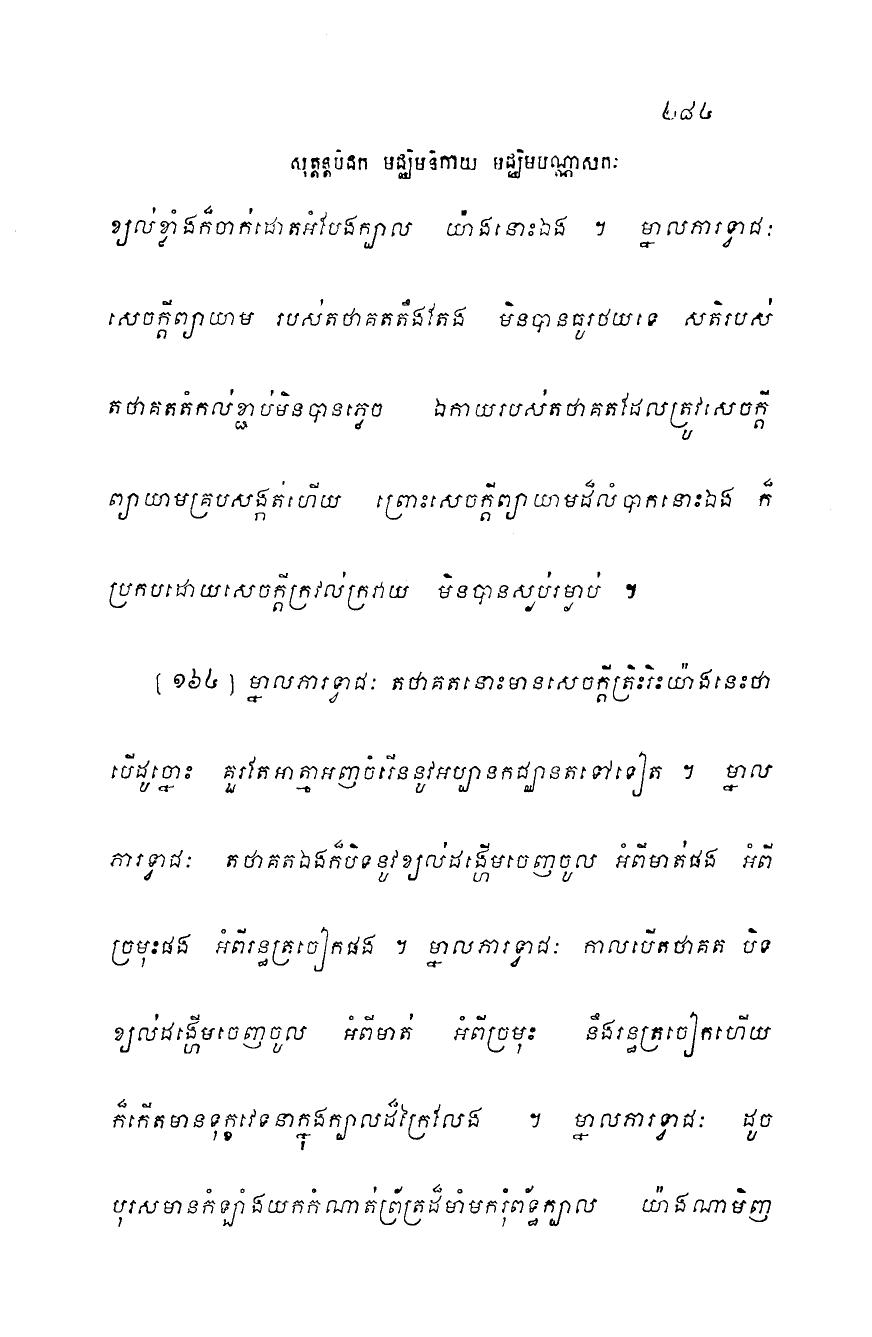 ៤៨៤
សុត្តន្តបិដក មជ្ឈិមនិកាយ មជ្ឈិមបណ្ណាសកៈ
ខ្យល់ខ្លាំងក៏ចាក់ដោតអំបែងក្បាល យ៉ាងនោះឯង ។ ម្នាលភារទ្វាជៈ
សេចក្តីព្យាយាម របស់តថាគតតឹងតែង មិនបានធូរថយទេ សតិរបស់
តថាគតតំកល់ខ្ជាប់មិនបានភ្លេច ឯកាយរបស់តថាគតដែលត្រូវសេចក្តី
ព្យាយាមគ្របសង្កត់ហើយ ព្រោះសេចក្តីព្យាយាមដ៏លំបាកនោះឯង ក៏
ប្រកបដោយសេចក្តីក្រវល់ក្រវាយ មិនបានស្ងប់រម្ងាប់ ។
[ ១៦៤ ] ម្នាលភារទ្វាជៈ តថាគតនោះមានសេចក្តីត្រិះរិះយ៉ាងនេះថា
បើដូច្នោះ គួរតែអាត្មាអញចំរើននូវអប្បានកជ្ឈានតទៅទៀត ។ ម្នាល
ភារទ្វាជៈ តថាគតឯងក៏បិទនូវខ្យល់ដង្ហើមចេញចូល អំពីមាត់ផង អំពី
ច្រមុះផង អំពីរន្ធត្រចៀកផង ។ ម្នាលភារទ្វាជៈ កាលបើតថាគត បិទ
ខ្យល់ដង្ហើមចេញចូល អំពីមាត់ អំពីច្រមុះ នឹងរន្ធត្រចៀកហើយ
ក៏កើតមានទុក្ខវេទនាក្នុងក្បាលដ៏ក្រៃលែង ។ ម្នាលភារទ្វាជៈ ដូច
បុរសមានកំឡាំងយកកំណាត់ព្រ័ត្រដ៏មាំមករុំព័ទ្ធក្បាល យ៉ាងណាមិញ